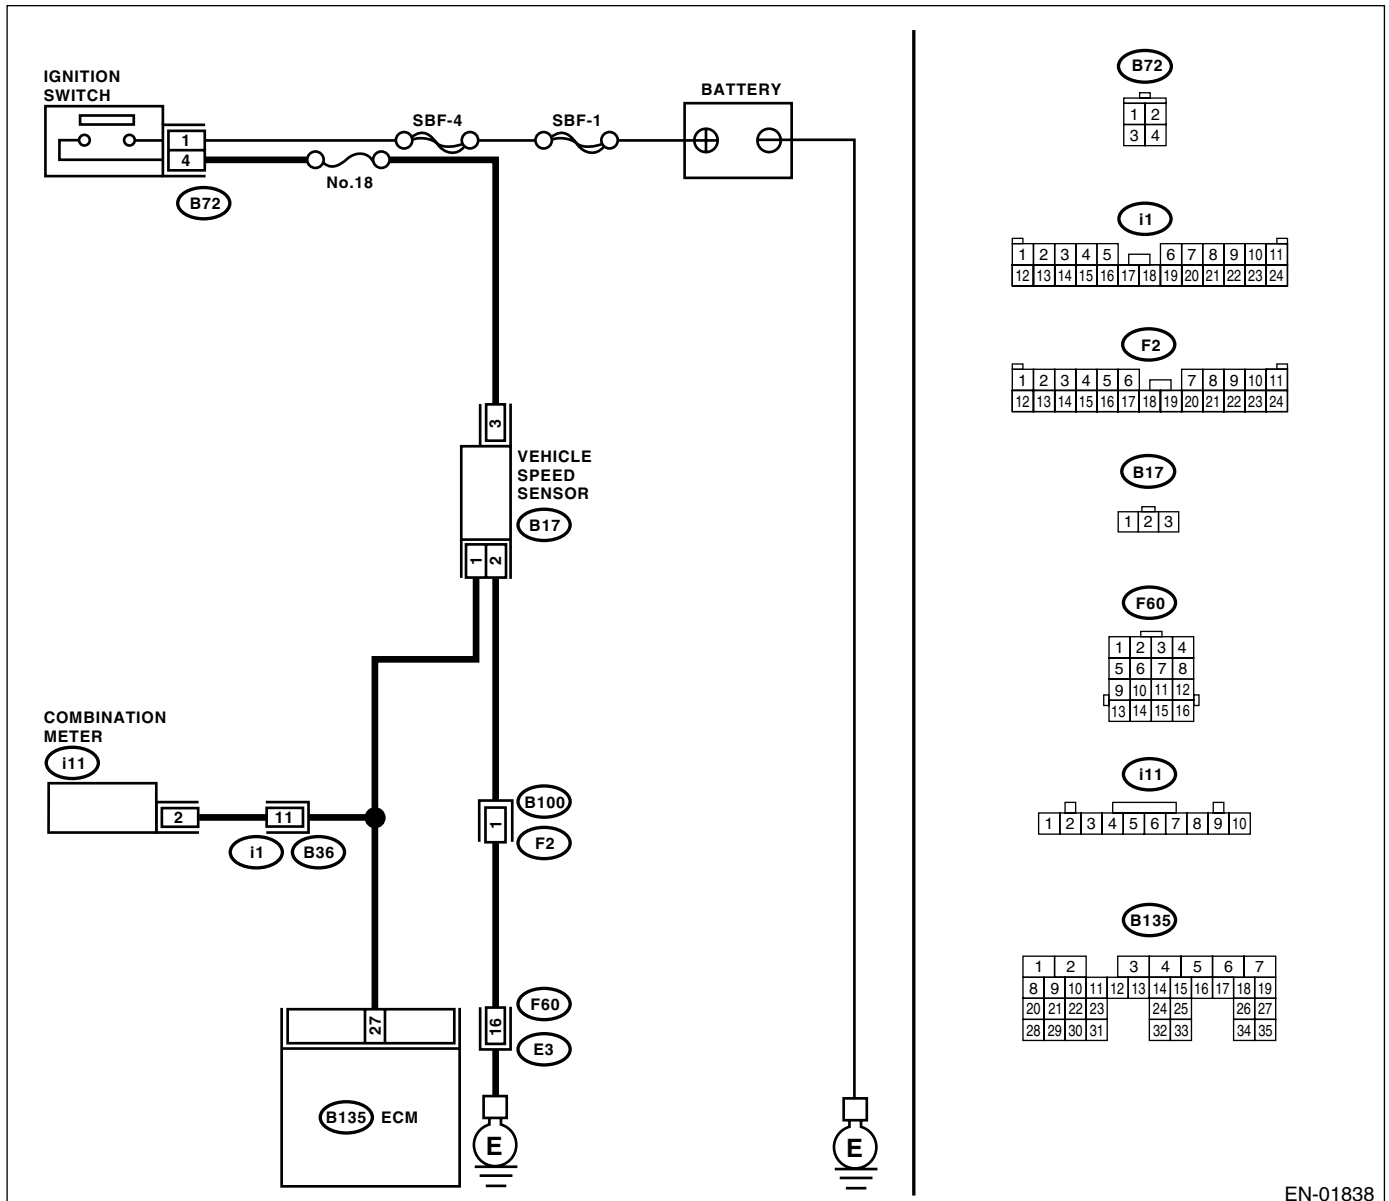 IGNITION
SWITCH
1
4
B72
SBF-4
SBF-1
No.18
BATTERY
3
VEHICLE
SPEED
SENSOR
B17
1 2
COMBINATION
METER
i11
2
11
i1 B36
B100
1
F2
F60
16
E3
27
B135 ECM
E
E
B72
1 2
3 4
i1
1 2 3 4 5 6 7 8 9 10 11
12 13 14 15 16 17 18 19 20 21 22 23 24
F2
1 2 3 4 5 6 7 8 9 10 11
12 13 14 15 16 17 18 19 20 21 22 23 24
B17
1 2 3
F60
1 2 3 4
5 6 7 8
9 10 11 12
13 14 15 16
i11
1 2 3 4 5 6 7 8 9 10
B135
1 2 3 4 5 6 7
8 9 10 11 12 13 14 15 16 17 18 19
20 21 22 23 24 25 26 27
28 29 30 31 32 33 34 35
EN-01838